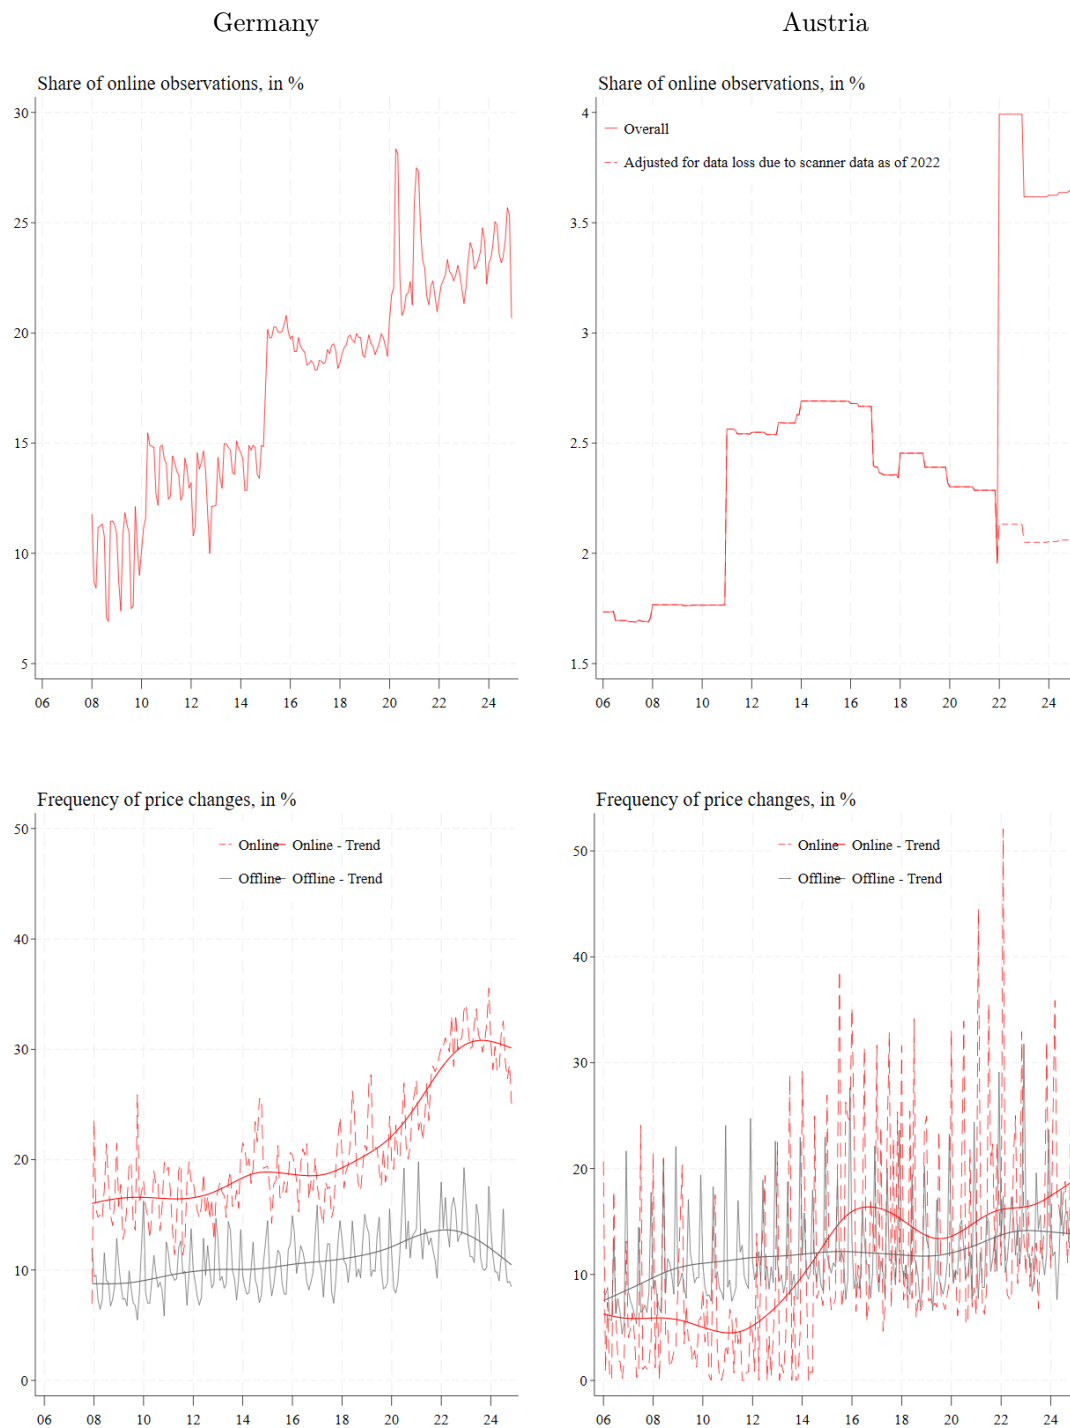 Germany
Austria
Share of online observations, in %
30
25
20
15
10
5
06 08 10 12 14 16 18 20 22 24
Share of online observations, in %
Overall
Adjusted for data loss due to scanner data as of 2022
4
3.5
3
2.5
2
1.5
06 08 10 12 14 16 18 20 22 24
Frequency of price changes, in %
Online Online - Trend
Offline Offline - Trend
50
40
30
20
10
0
06 08 10 12 14 16 18 20 22 24
Frequency of price changes, in %
Online Online - Trend
Offline Offline - Trend
50
40
30
20
10
0
06 08 10 12 14 16 18 20 22 24